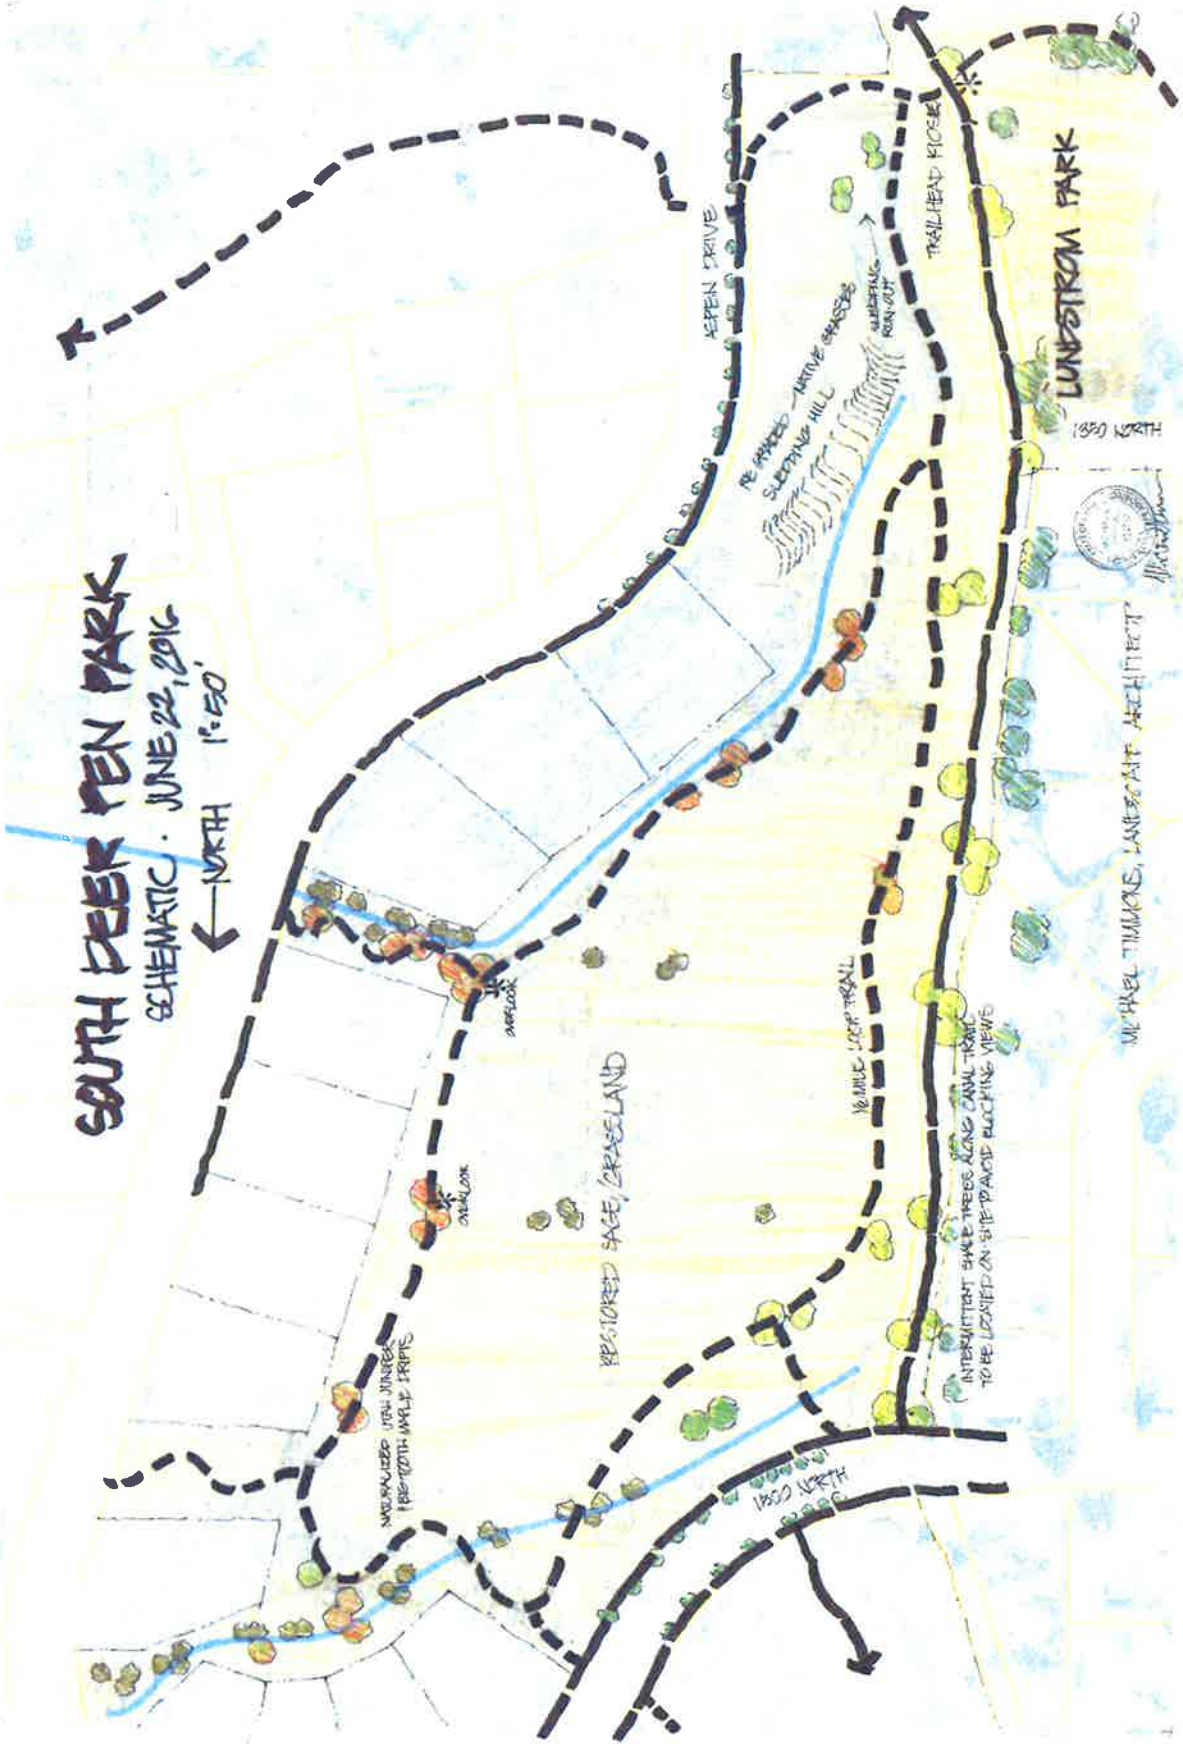 SOUTH DEER PEN PARK
SCHEMATIC · JUNE 22, 2016
NORTH 1"=50'
ASPEN DRIVE
RE GRADED - NATIVE GRASSES
SLEDDING HILL
SLEDDING
RUN-OUT
TRAILHEAD KIOSK
LUNDSTROM PARK
1350 NORTH
OVERLOOK
OVERLOOK
RESTORED SAGE/GRASSLAND
1/2 MILE LOOP TRAIL
NATURALIZED UTAH JUNIPER
BIGTOOTH MAPLE DRIFTS
INTERMITTENT SHADE TREES ALONG CANAL TRAIL
TO BE LOCATED ON-SITE TO AVOID BLOCKING VIEWS
1500 NORTH
MICHAEL TIMMONS, LANDSCAPE ARCHITECT